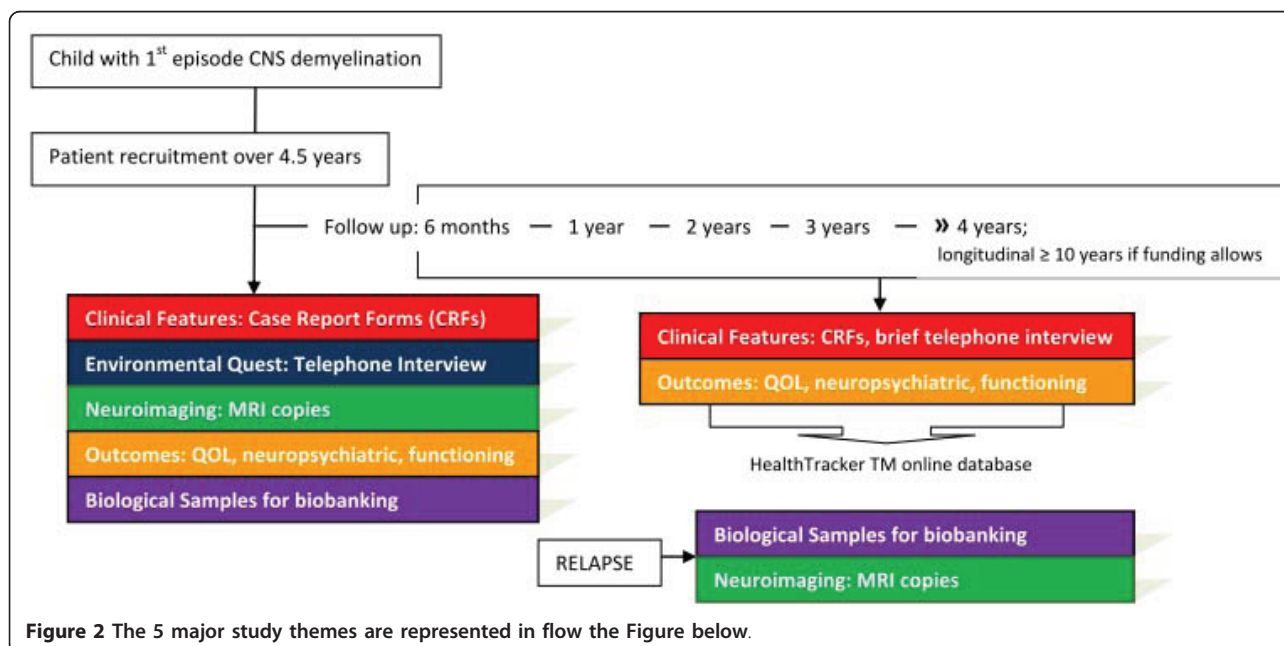 Child with 1st episode CNS demyelination
Patient recruitment over 4.5 years
Follow up: 6 months — 1 year — 2 years — 3 years — » 4 years;
longitudinal ≥ 10 years if funding allows
Clinical Features: Case Report Forms (CRFs)
Environmental Quest: Telephone Interview
Neuroimaging: MRI copies
Outcomes: QOL, neuropsychiatric, functioning
Biological Samples for biobanking
Clinical Features: CRFs, brief telephone interview
Outcomes: QOL, neuropsychiatric, functioning
HealthTracker TM online database
RELAPSE
Biological Samples for biobanking
Neuroimaging: MRI copies
Figure 2 The 5 major study themes are represented in flow the Figure below.